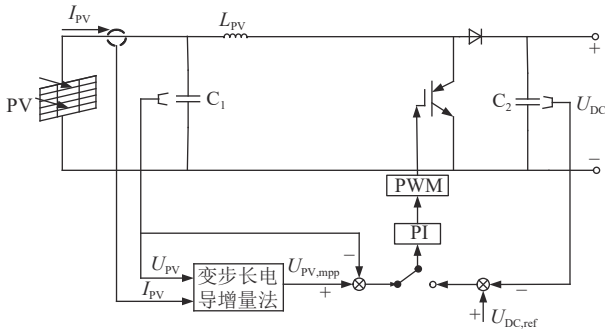 I_PV
L_PV
PV
C_1
C_2
U_DC
+
−
PWM
PI
−
U_PV
I_PV
变步长电
导增量法
U_PV,mpp
+
−
+
U_DC,ref